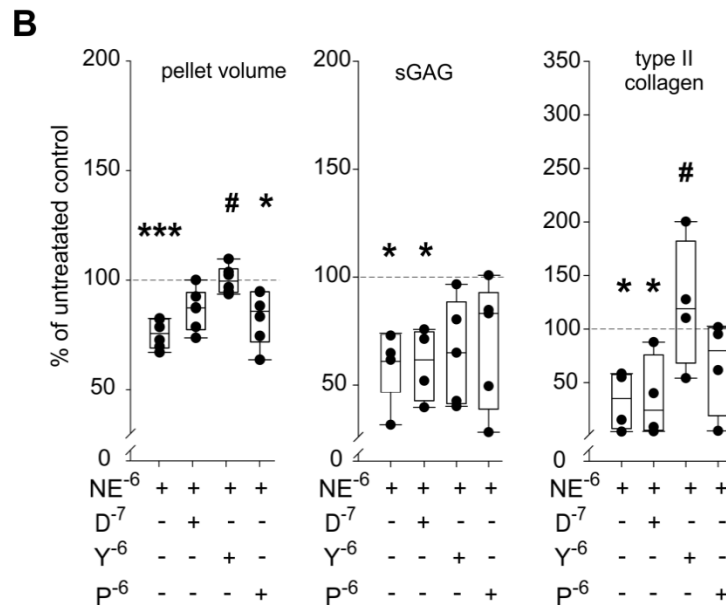 B
pellet volume
sGAG
type II
collagen
% of untreatated control
200
150
100
50
0
200
150
100
50
0
350
300
250
200
150
100
50
0
***
#
*
*
*
*
*
#
NE⁻⁶ + + + +
D⁻⁷ - + - -
Y⁻⁶ - - + -
P⁻⁶ - - - +
NE⁻⁶ + + + +
D⁻⁷ - + - -
Y⁻⁶ - - + -
P⁻⁶ - - - +
NE⁻⁶ + + + +
D⁻⁷ - + - -
Y⁻⁶ - - + -
P⁻⁶ - - - +